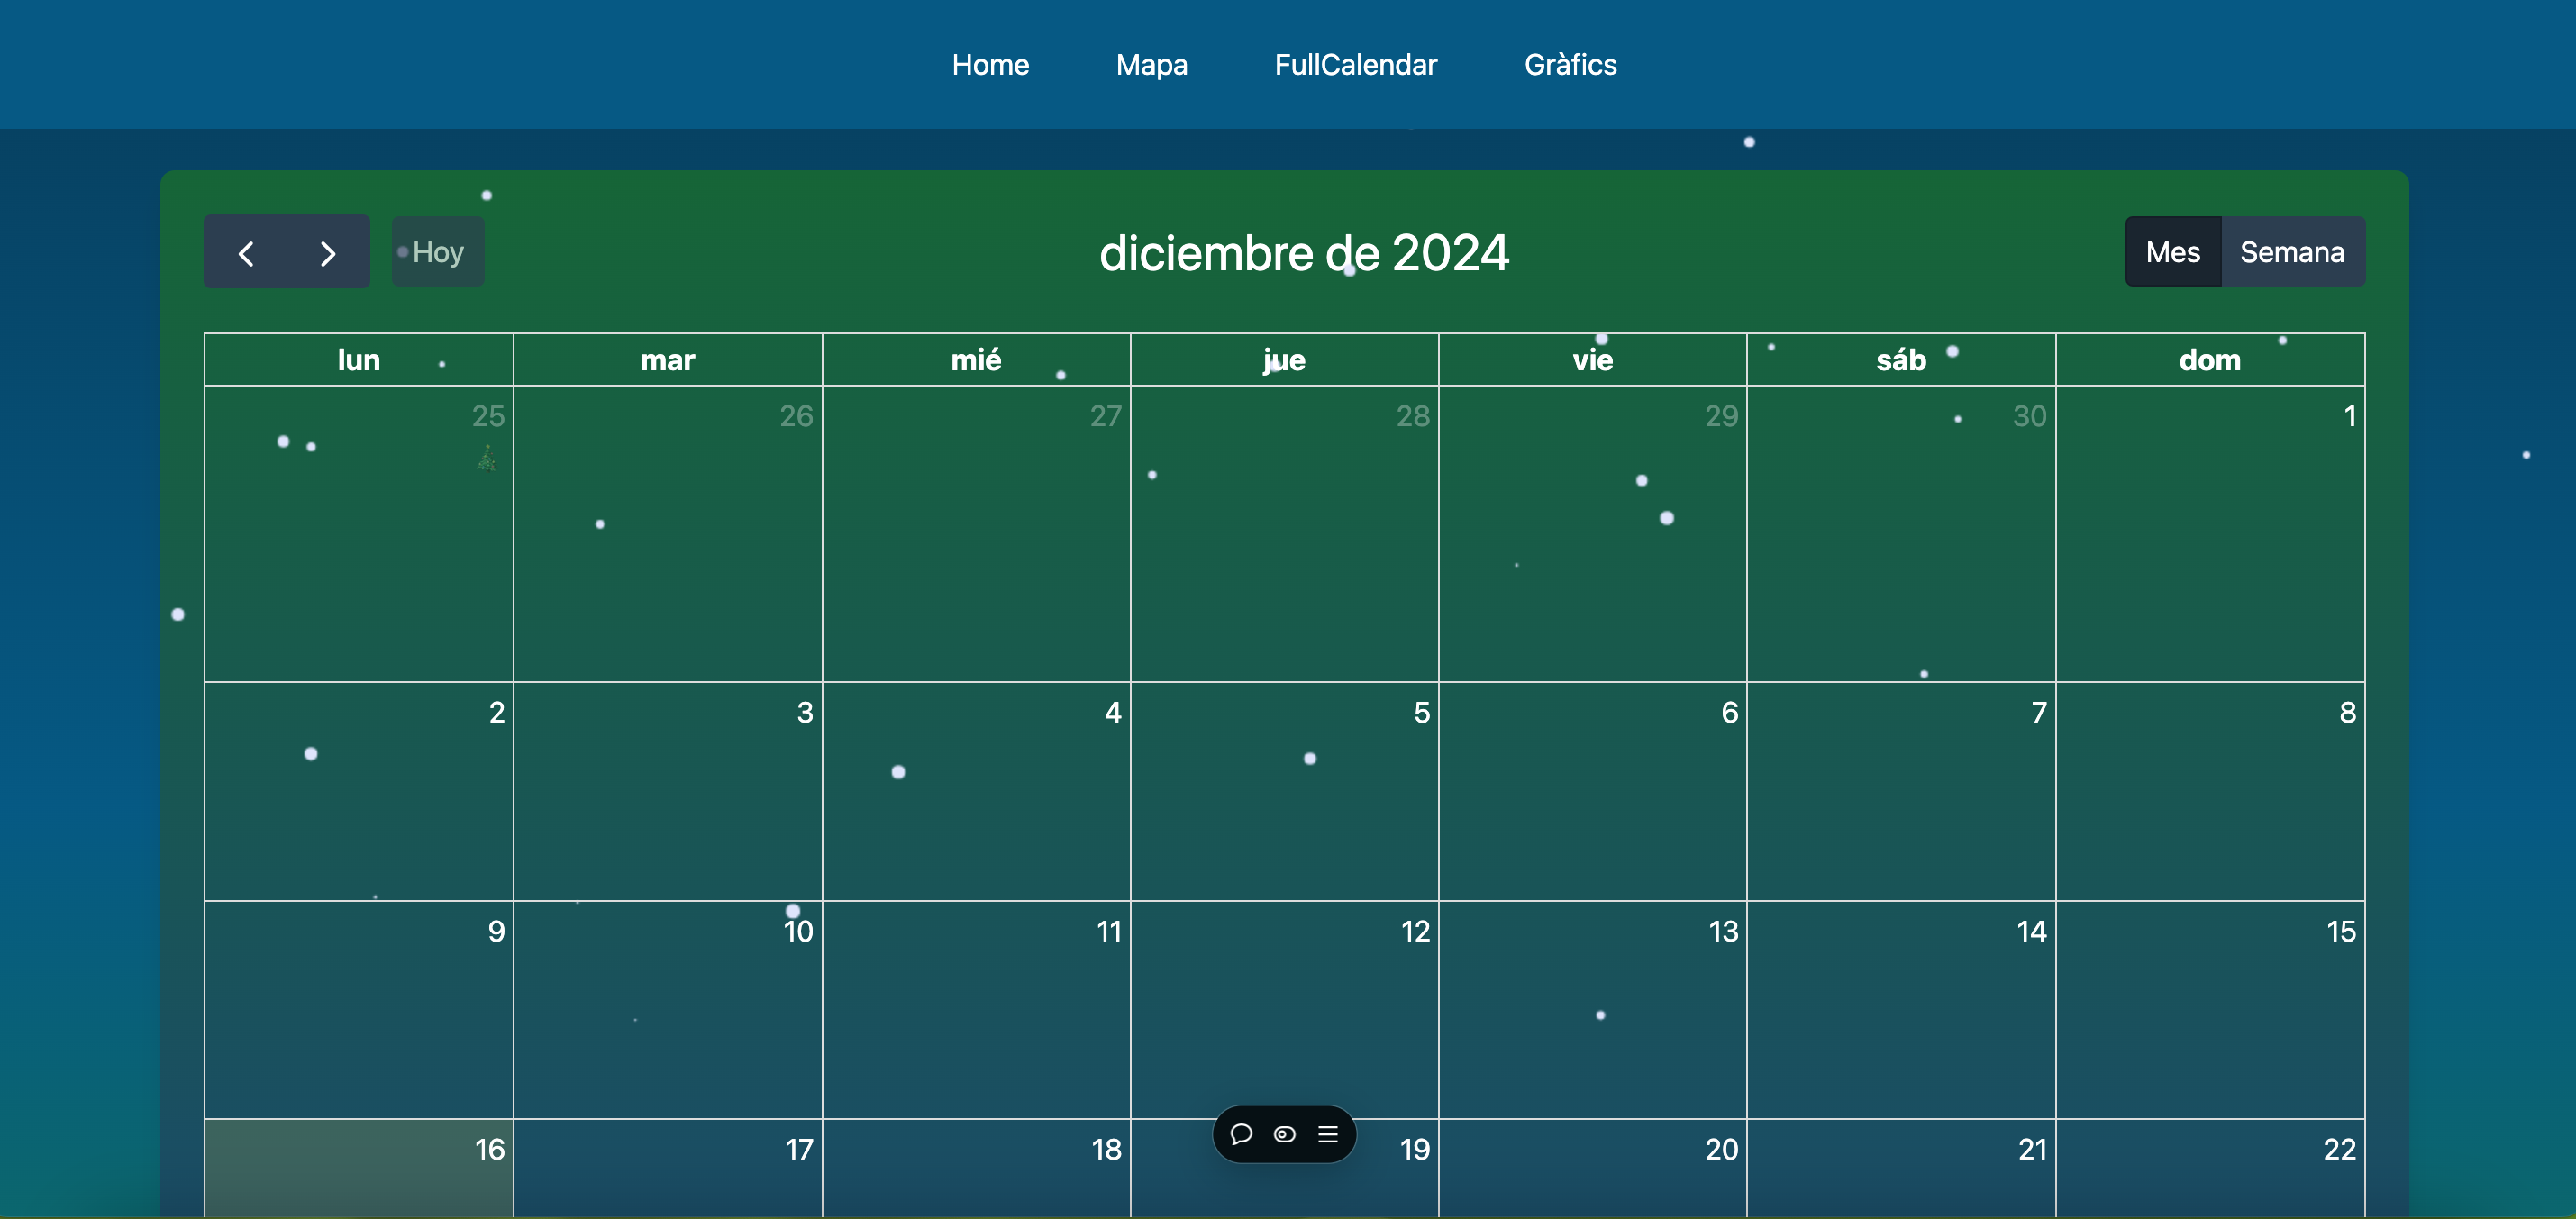 Home Mapa FullCalendar Gràfics
Hoy diciembre de 2024 Mes Semana
lun mar mié jue vie sáb dom
25 26 27 28 29 30 1
2 3 4 5 6 7 8
9 10 11 12 13 14 15
16 17 18 19 20 21 22